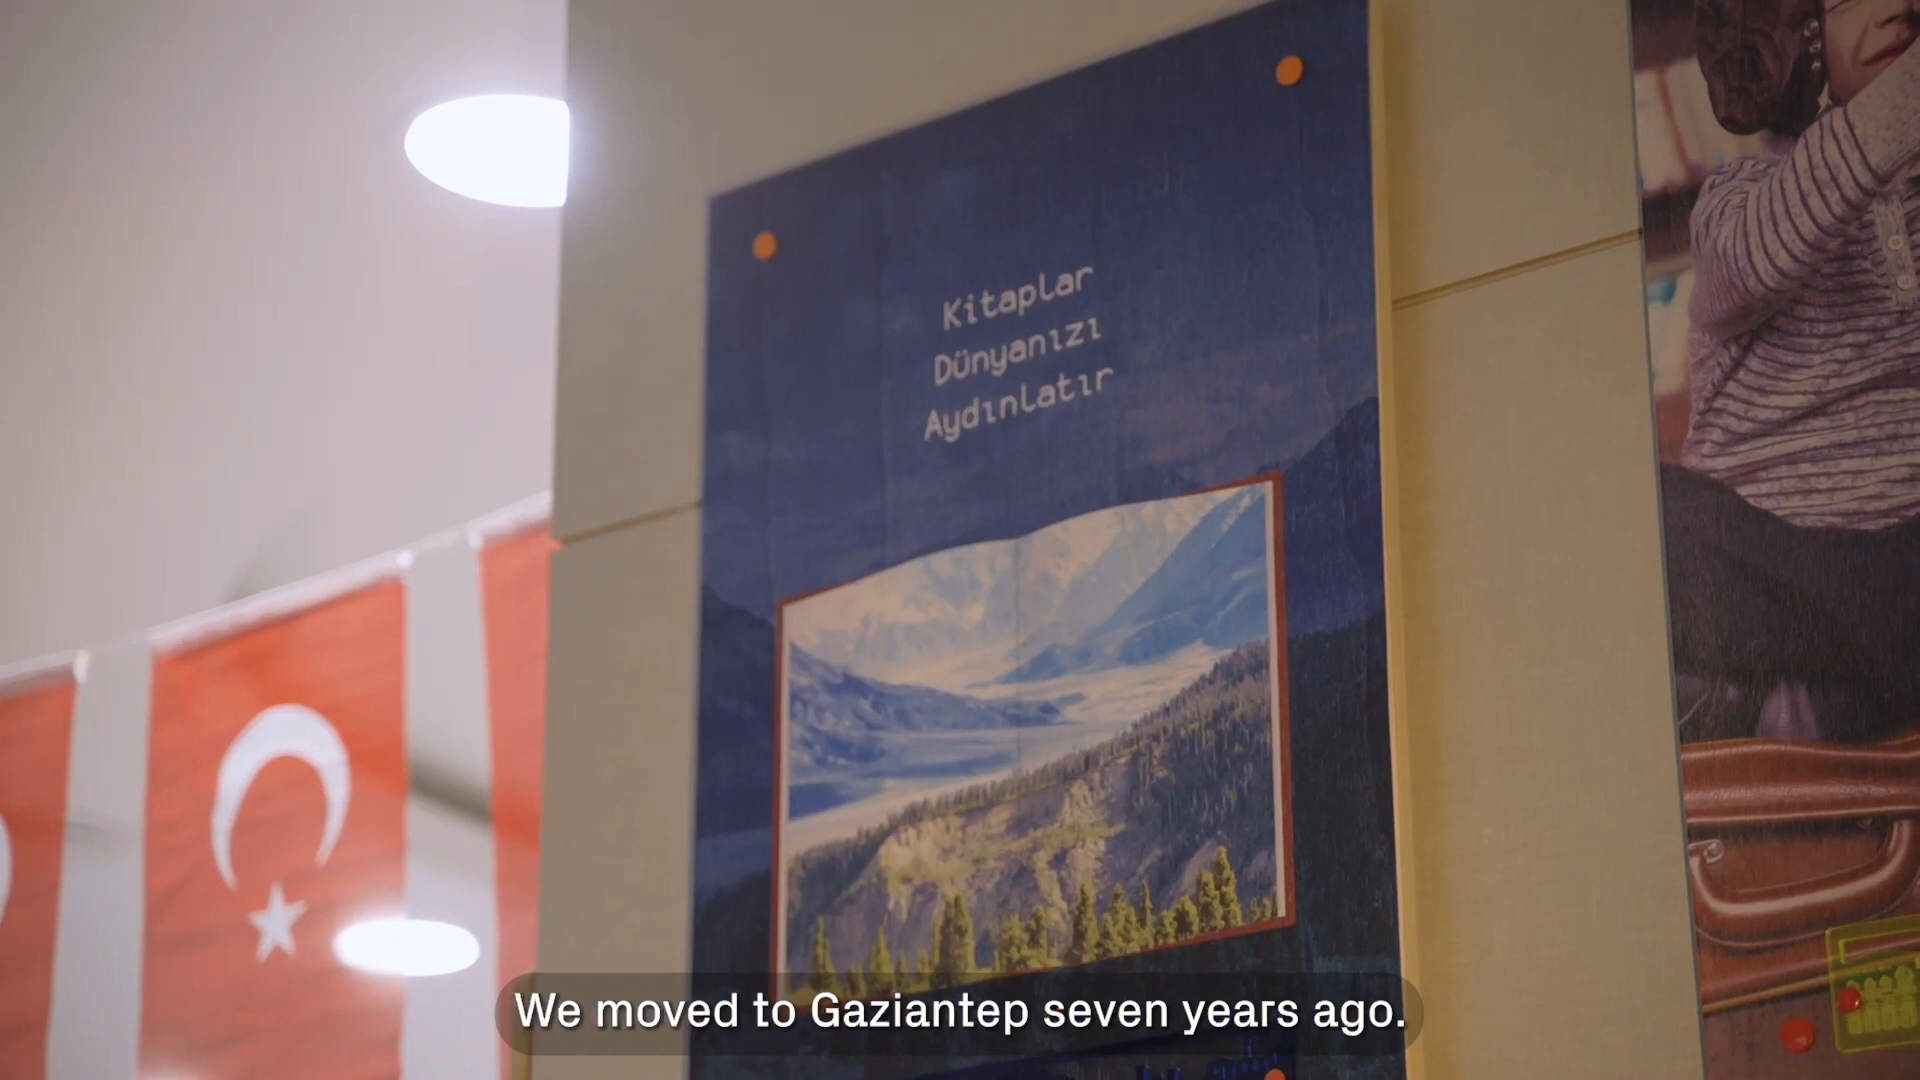 Kitaplar
Dünyanızı
Aydınlatır
We moved to Gaziantep seven years ago.